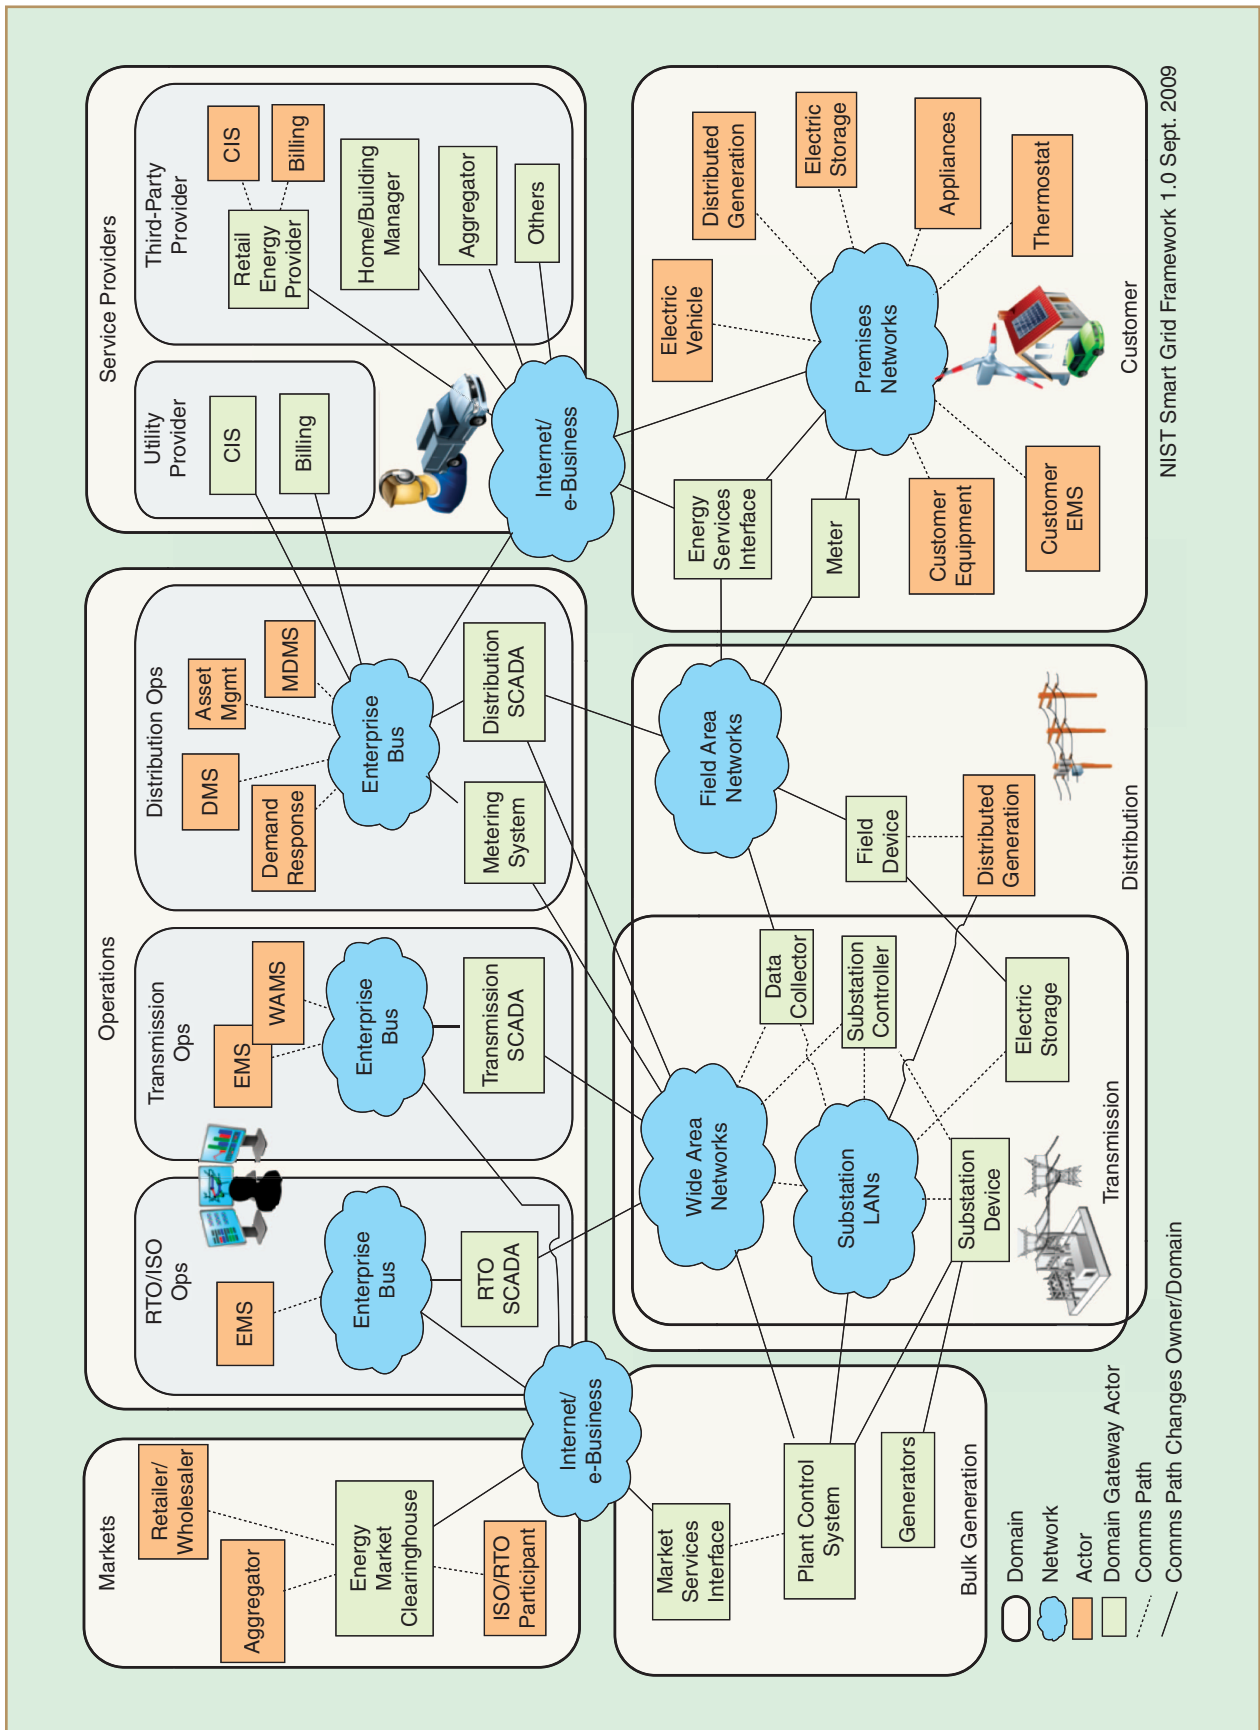 Markets
Retailer/
Wholesaler
Aggregator
Energy
Market
Clearinghouse
ISO/RTO
Participant
Operations
RTO/ISO
Ops
EMS
Enterprise
Bus
RTO
SCADA
Transmission
Ops
EMS
WAMS
Enterprise
Bus
Transmission
SCADA
Distribution Ops
DMS
Asset
Mgmt
Demand
Response
MDMS
Enterprise
Bus
Metering
System
Distribution
SCADA
Service Providers
Utility
Provider
CIS
Billing
Third-Party
Provider
CIS
Billing
Retail
Energy
Provider
Home/Building
Manager
Aggregator
Others
Internet/
e-Business
Internet/
e-Business
Market
Services
Interface
Plant Control
System
Generators
Bulk Generation
Wide Area
Networks
Substation
LANs
Substation
Device
Data
Collector
Substation
Controller
Electric
Storage
Transmission
Field Area
Networks
Field
Device
Distributed
Generation
Distribution
Energy
Services
Interface
Meter
Electric
Vehicle
Distributed
Generation
Electric
Storage
Appliances
Thermostat
Premises
Networks
Customer
Equipment
Customer
EMS
Customer
Domain
Network
Actor
Domain Gateway Actor
Comms Path
Comms Path Changes Owner/Domain
NIST Smart Grid Framework 1.0 Sept. 2009